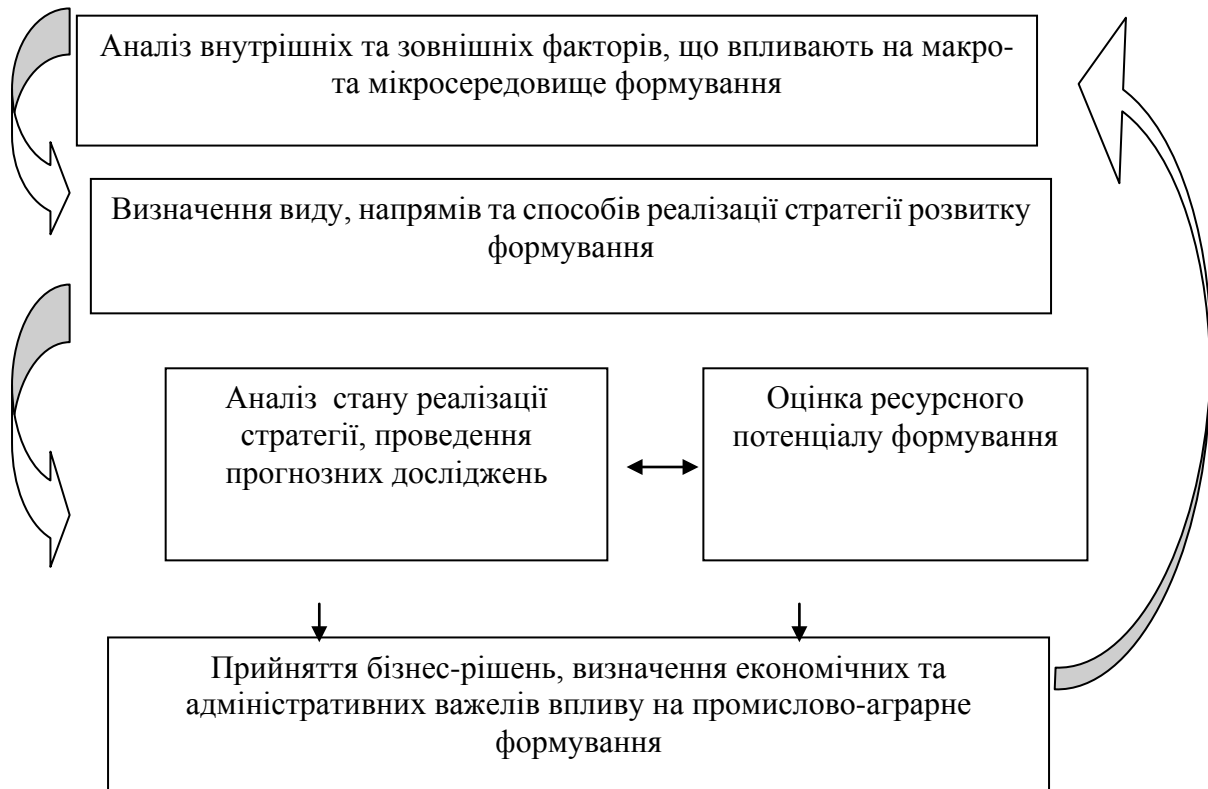 Аналіз внутрішніх та зовнішніх факторів, що впливають на макро-
та мікросередовище формування
Визначення виду, напрямів та способів реалізації стратегії розвитку
формування
Аналіз стану реалізації
стратегії, проведення
прогнозних досліджень
Оцінка ресурсного
потенціалу формування
Прийняття бізнес-рішень, визначення економічних та
адміністративних важелів впливу на промислово-аграрне
формування